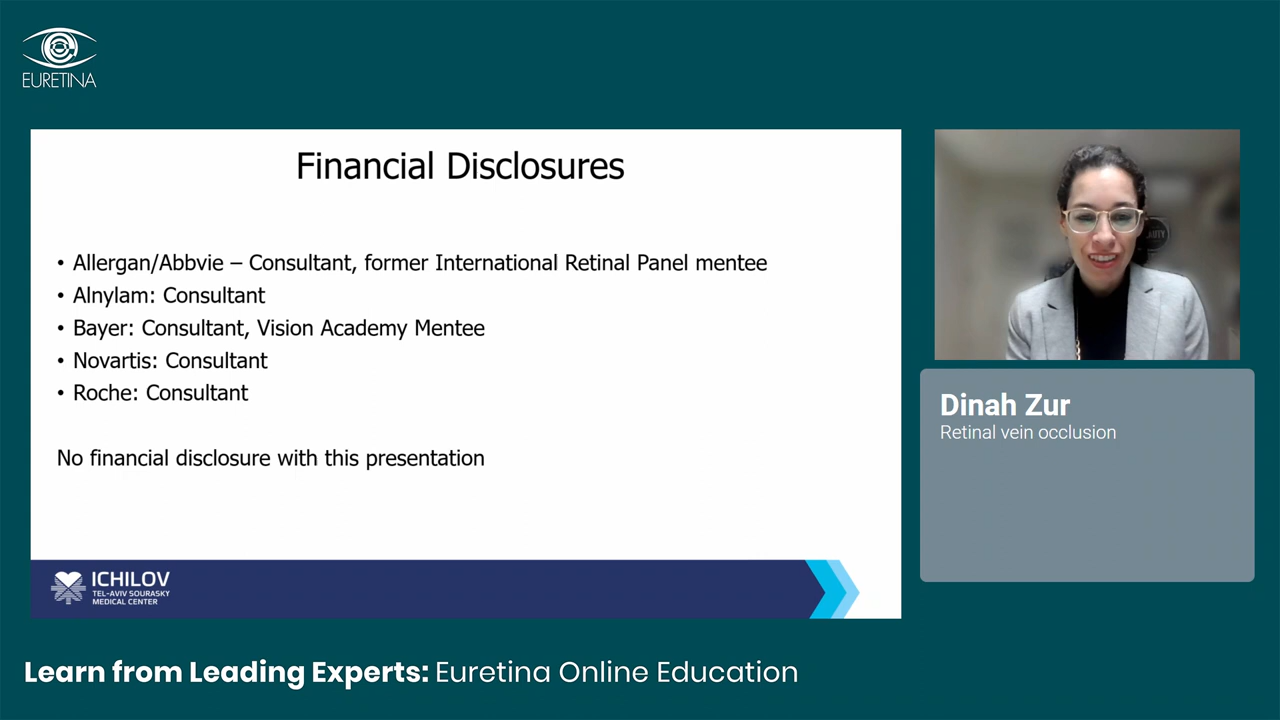 EURETINA
Financial Disclosures
• Allergan/Abbvie – Consultant, former International Retinal Panel mentee
• Alnylam: Consultant
• Bayer: Consultant, Vision Academy Mentee
• Novartis: Consultant
• Roche: Consultant
No financial disclosure with this presentation
ICHILOV
TEL-AVIV SOURASKY
MEDICAL CENTER
Dinah Zur
Retinal vein occlusion
Learn from Leading Experts: Euretina Online Education